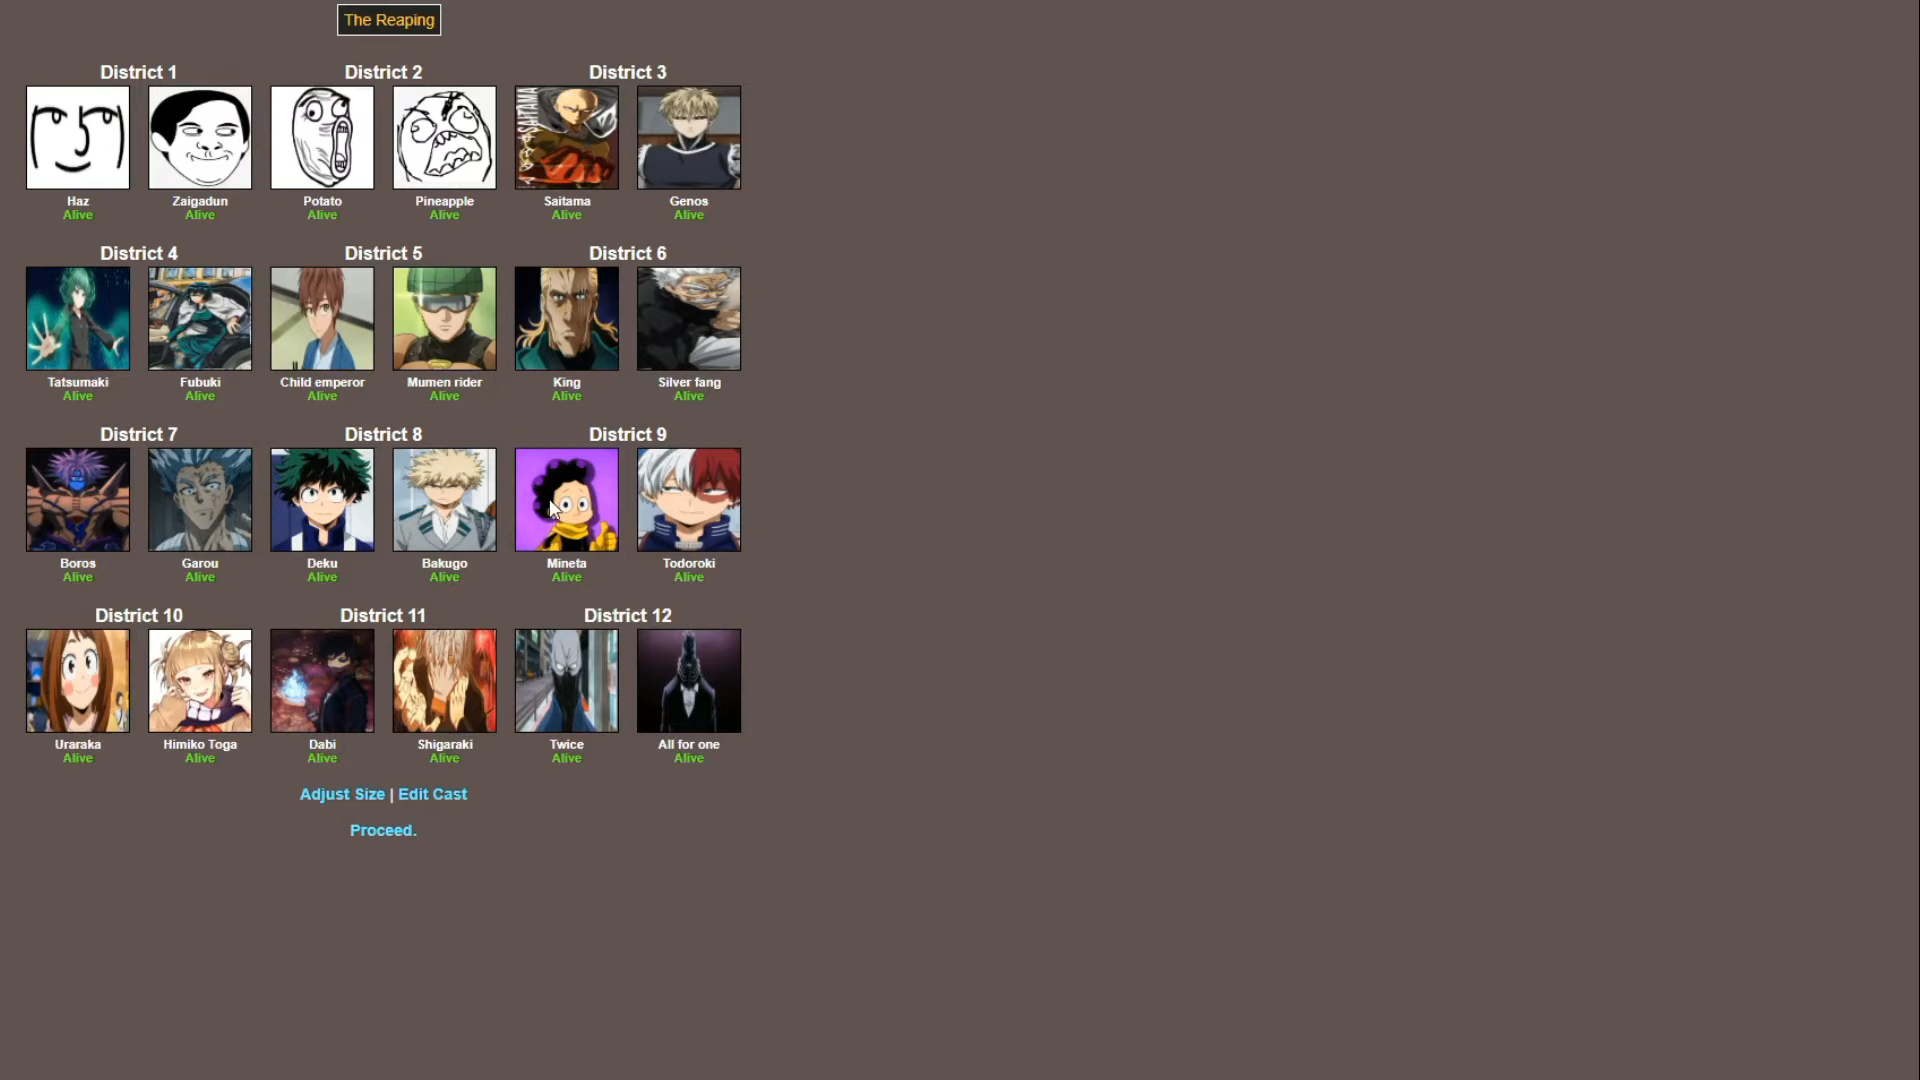 The Reaping
District 1 District 2 District 3
SAITAMA
Haz Zaigadun Potato Pineapple Saitama Genos
Alive Alive Alive Alive Alive Alive
District 4 District 5 District 6
Tatsumaki Fubuki Child emperor Mumen rider King Silver fang
Alive Alive Alive Alive Alive Alive
District 7 District 8 District 9
Boros Garou Deku Bakugo Mineta Todoroki
Alive Alive Alive Alive Alive Alive
District 10 District 11 District 12
Uraraka Himiko Toga Dabi Shigaraki Twice All for one
Alive Alive Alive Alive Alive Alive
Adjust Size | Edit Cast
Proceed.